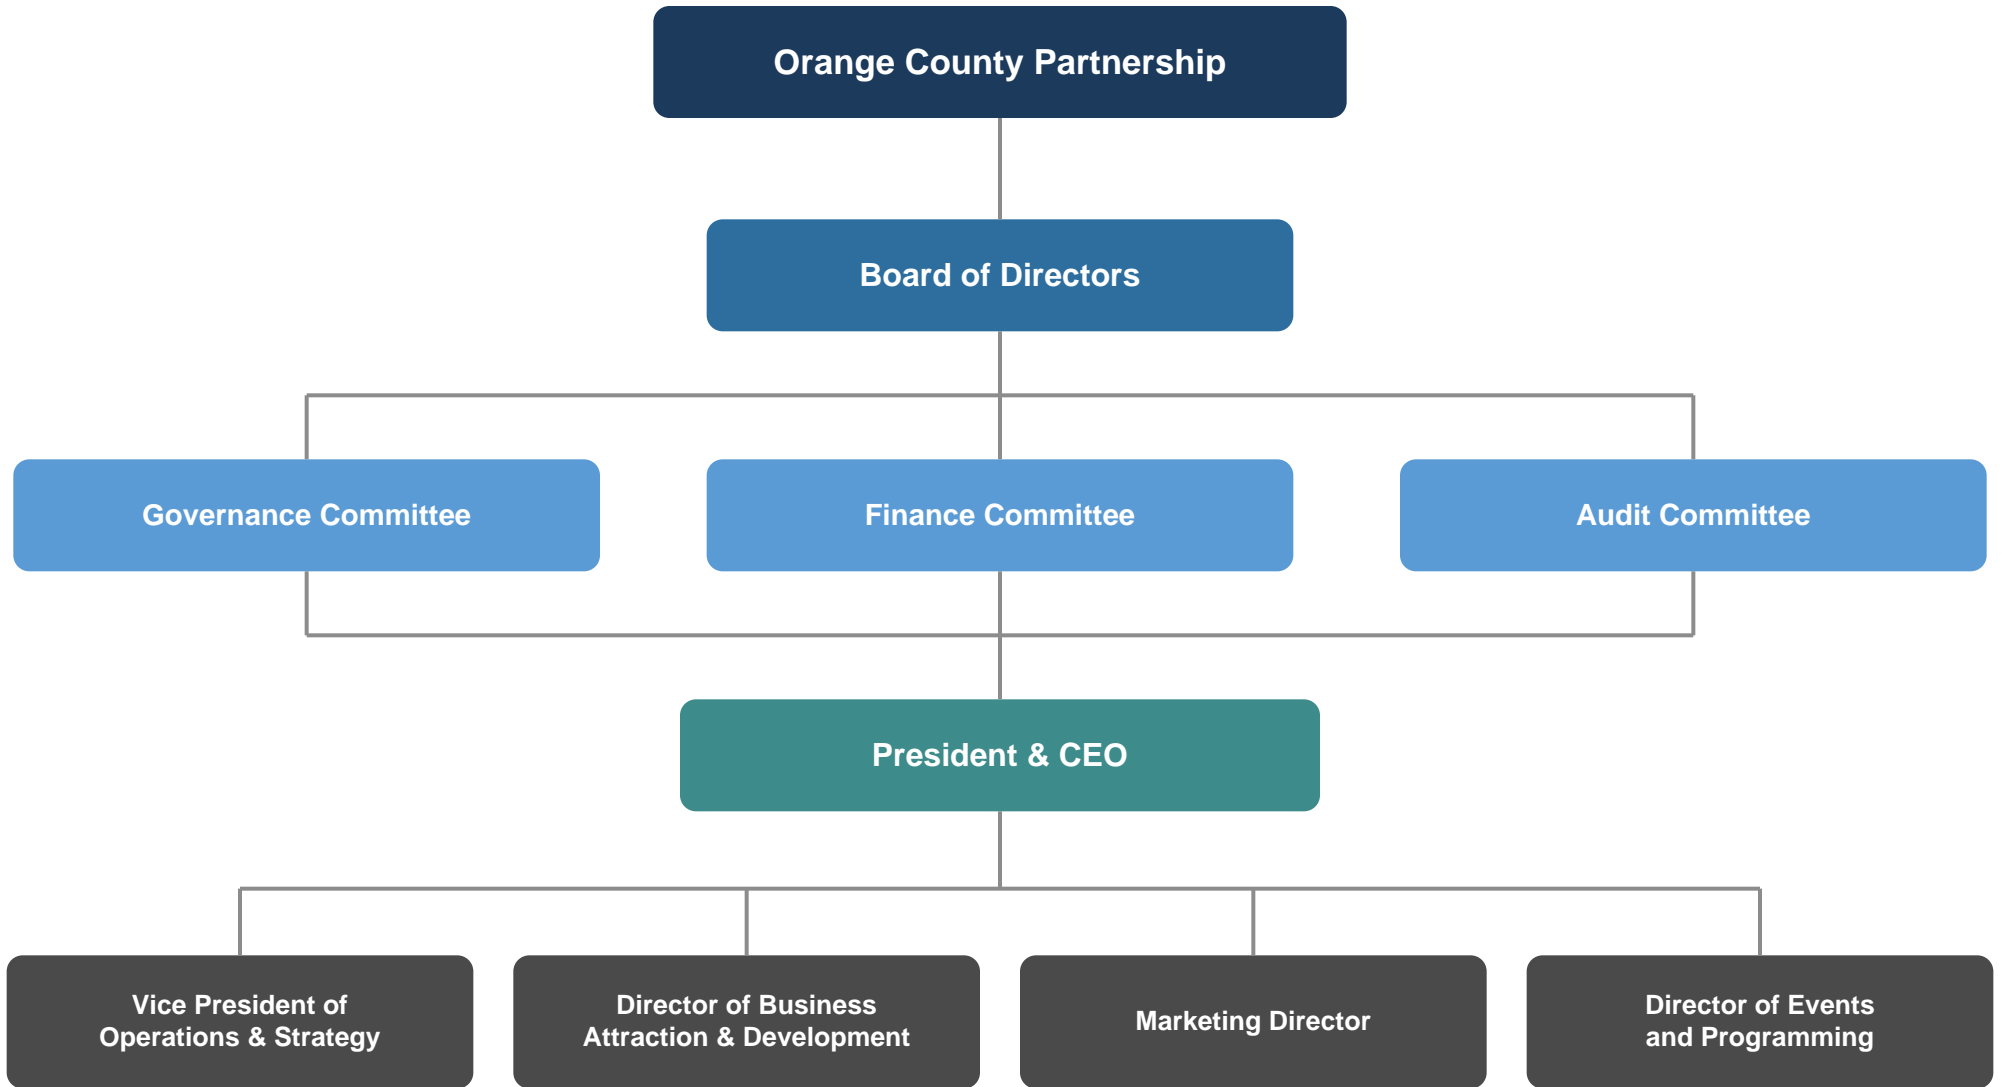 Orange County Partnership
Board of Directors
Governance Committee
Finance Committee
Audit Committee
President & CEO
Vice President of
Operations & Strategy
Director of Business
Attraction & Development
Marketing Director
Director of Events
and Programming